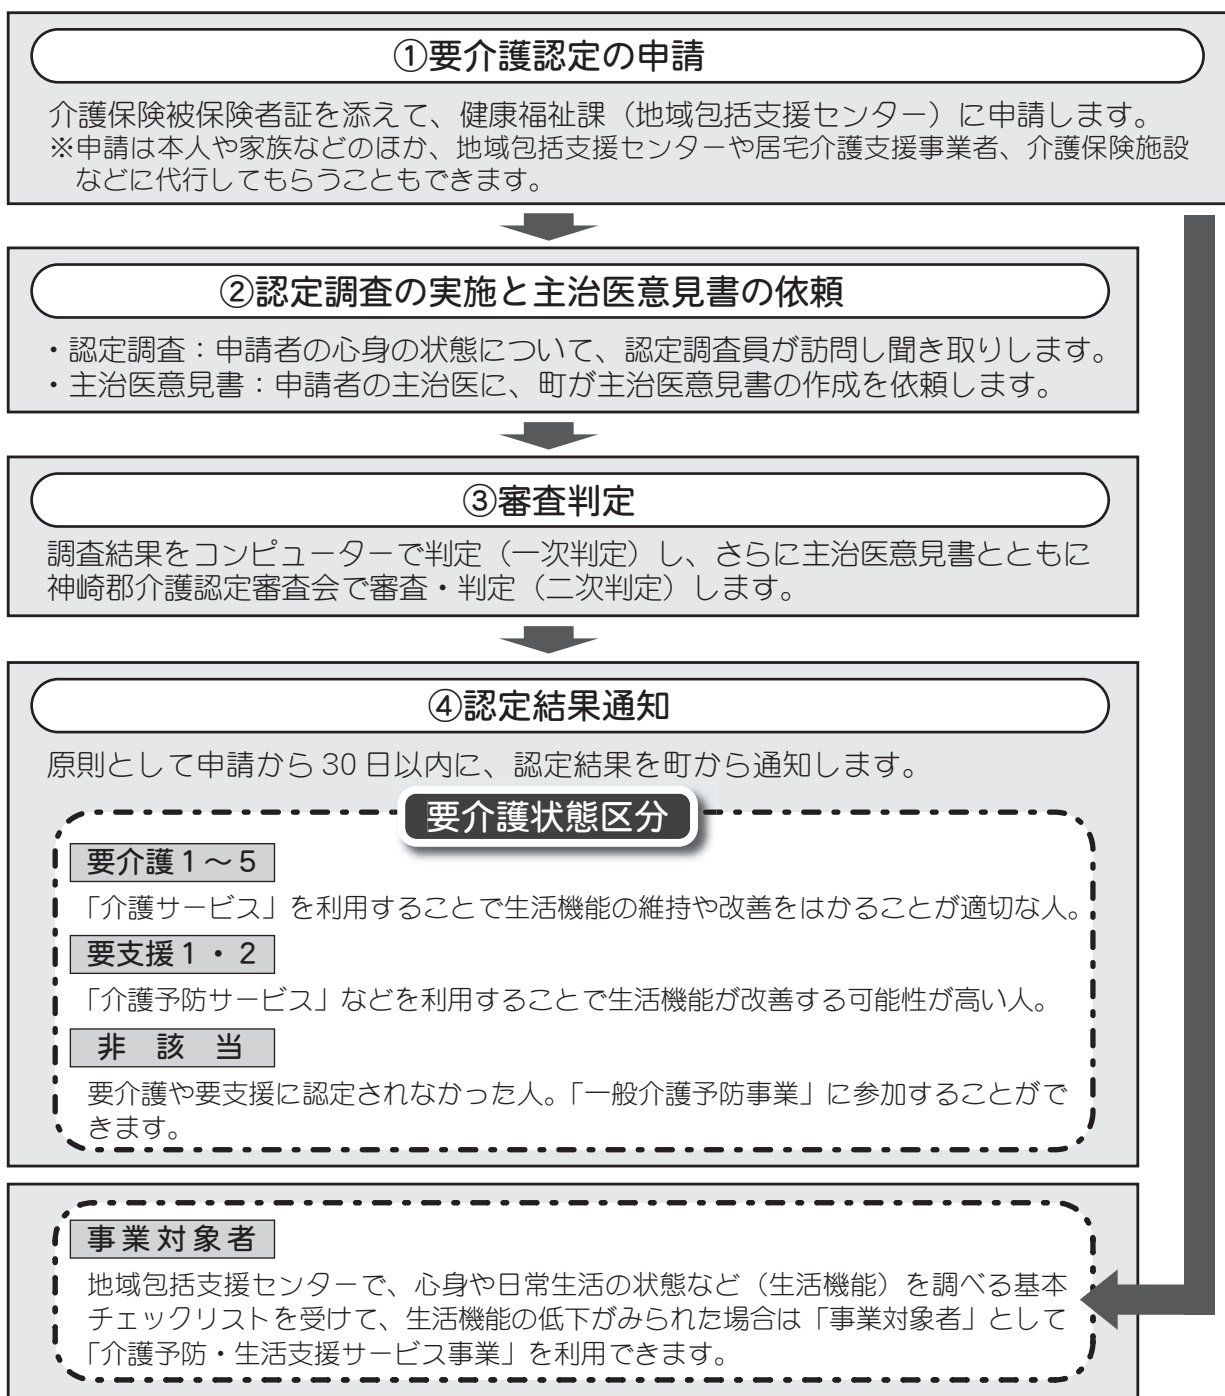 ①要介護認定の申請
介護保険被保険者証を添えて、健康福祉課（地域包括支援センター）に申請します。
※申請は本人や家族などのほか、地域包括支援センターや居宅介護支援事業者、介護保険施設
などに代行してもらうこともできます。
②認定調査の実施と主治医意見書の依頼
・認定調査：申請者の心身の状態について、認定調査員が訪問し聞き取りします。
・主治医意見書：申請者の主治医に、町が主治医意見書の作成を依頼します。
③審査判定
調査結果をコンピューターで判定（一次判定）し、さらに主治医意見書とともに
神崎郡介護認定審査会で審査・判定（二次判定）します。
④認定結果通知
原則として申請から 30 日以内に、認定結果を町から通知します。
要介護状態区分
要介護１～５
「介護サービス」を利用することで生活機能の維持や改善をはかることが適切な人。
要支援１・２
「介護予防サービス」などを利用することで生活機能が改善する可能性が高い人。
非　該　当
要介護や要支援に認定されなかった人。「一般介護予防事業」に参加することがで
きます。
事業対象者
地域包括支援センターで、心身や日常生活の状態など（生活機能）を調べる基本
チェックリストを受けて、生活機能の低下がみられた場合は「事業対象者」として
「介護予防・生活支援サービス事業」を利用できます。